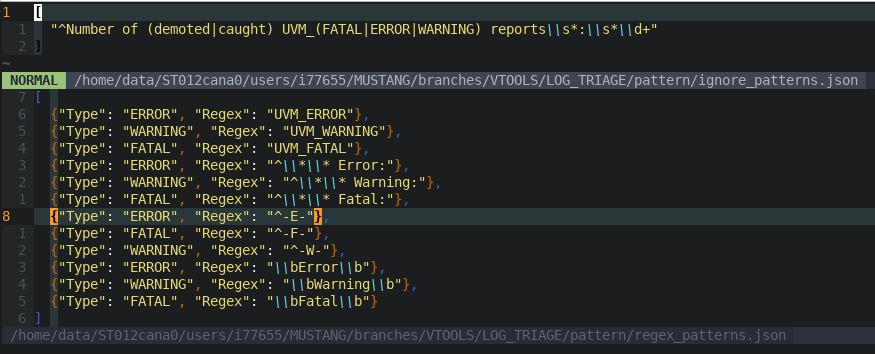 1 [
1 "^Number of (demoted|caught) UVM_(FATAL|ERROR|WARNING) reports\\s*:\\s*\\d+"
2 ]
~
NORMAL /home/data/ST012cana0/users/i77655/MUSTANG/branches/VTOOLS/LOG_TRIAGE/pattern/ignore_patterns.json
7 [
6 {"Type": "ERROR", "Regex": "UVM_ERROR"},
5 {"Type": "WARNING", "Regex": "UVM_WARNING"},
4 {"Type": "FATAL", "Regex": "UVM_FATAL"},
3 {"Type": "ERROR", "Regex": "^\\*\\* Error:"},
2 {"Type": "WARNING", "Regex": "^\\*\\* Warning:"},
1 {"Type": "FATAL", "Regex": "^\\*\\* Fatal:"},
8 {"Type": "ERROR", "Regex": "^-E-"},
1 {"Type": "FATAL", "Regex": "^-F-"},
2 {"Type": "WARNING", "Regex": "^-W-"},
3 {"Type": "ERROR", "Regex": "\\bError\\b"},
4 {"Type": "WARNING", "Regex": "\\bWarning\\b"},
5 {"Type": "FATAL", "Regex": "\\bFatal\\b"}
6 ]
/home/data/ST012cana0/users/i77655/MUSTANG/branches/VTOOLS/LOG_TRIAGE/pattern/regex_patterns.json